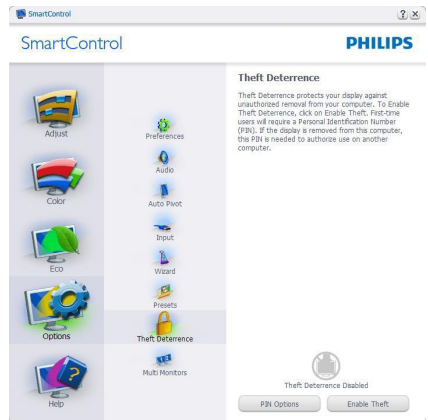 SmartControl
SmartControl
PHILIPS
Adjust
Color
Eco
Options
Help
Preferences
Audio
Auto Pivot
Input
Wizard
Presets
Theft Deterrence
Multi Monitors
Theft Deterrence
Theft Deterrence protects your display against
unauthorized removal from your computer. To Enable
Theft Deterrence, click on Enable Theft. First-time
users will require a Personal Identification Number
(PIN). If the display is removed from this computer,
this PIN is needed to authorize use on another
computer.
Theft Deterrence Disabled
PIN Options
Enable Theft